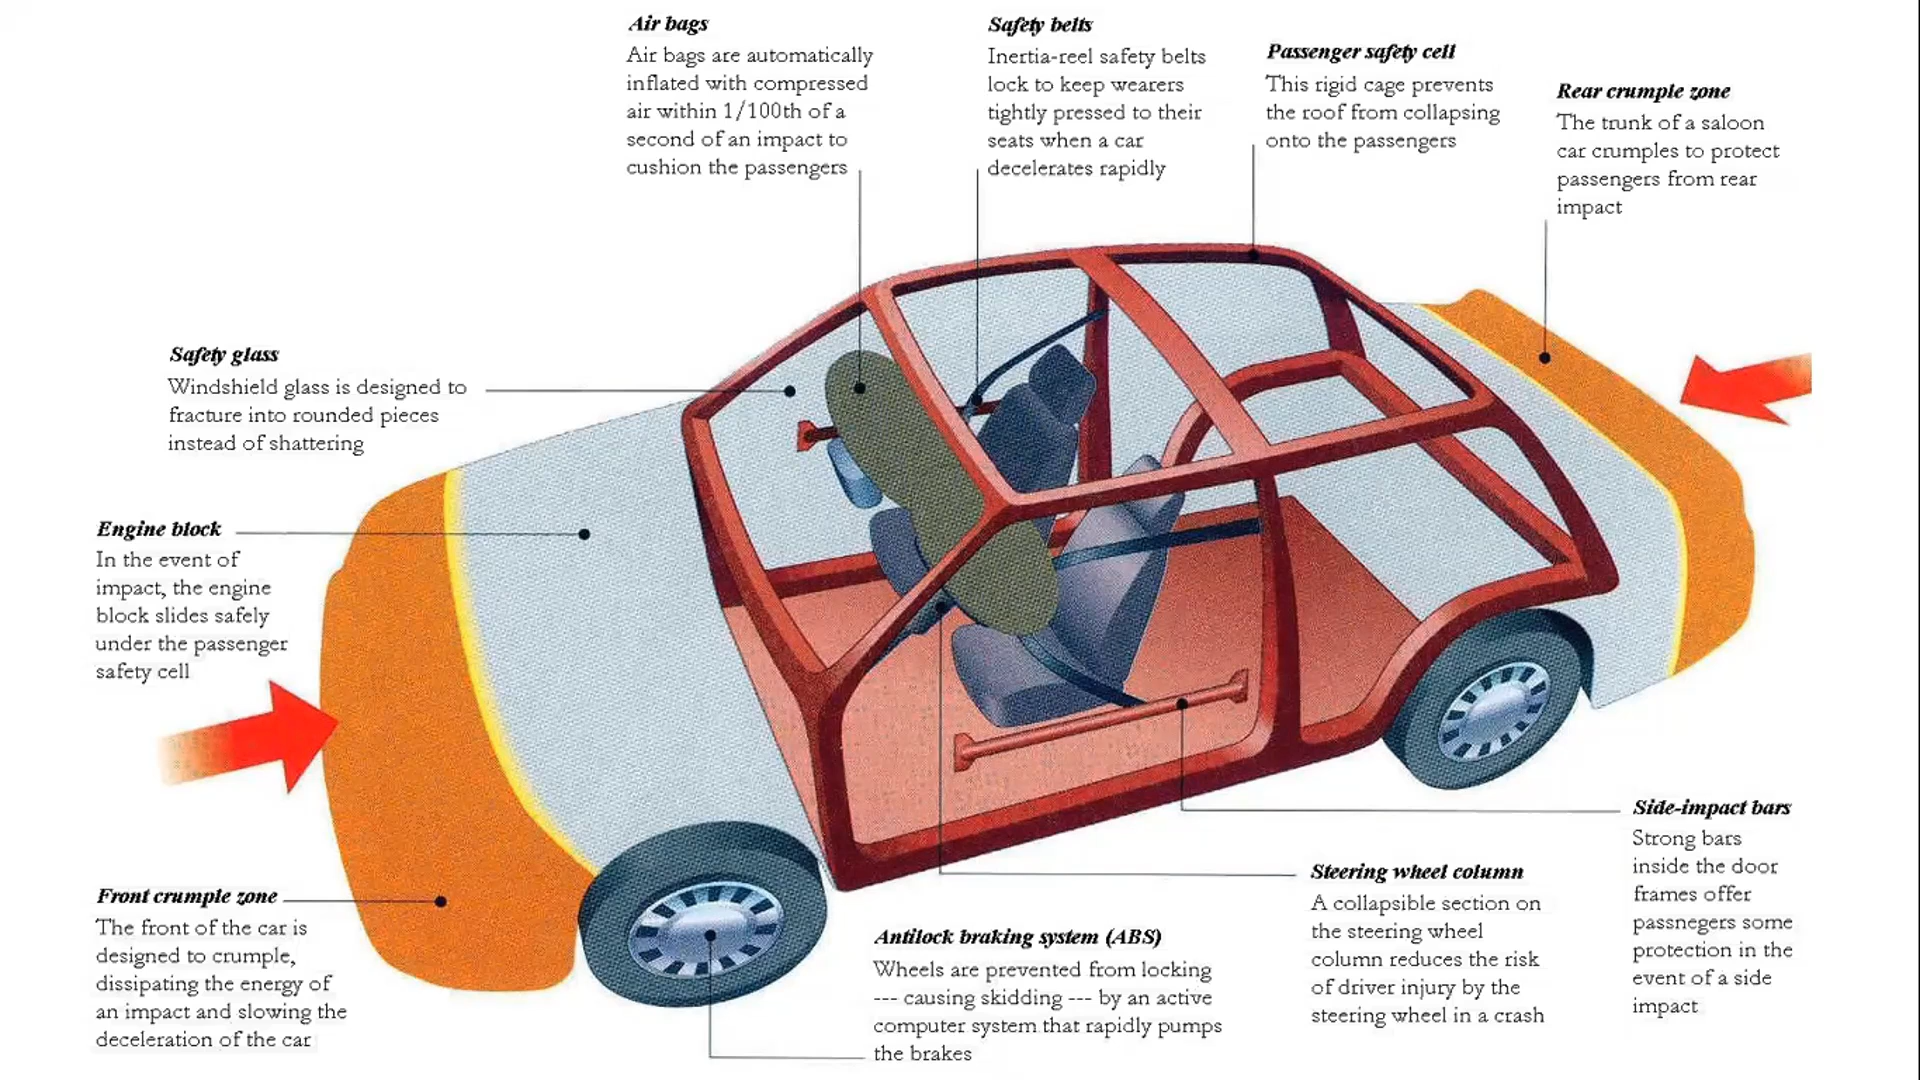 Air bags
Air bags are automatically
inflated with compressed
air within 1/100th of a
second of an impact to
cushion the passengers
Safety belts
Inertia-reel safety belts
lock to keep wearers
tightly pressed to their
seats when a car
decelerates rapidly
Passenger safety cell
This rigid cage prevents
the roof from collapsing
onto the passengers
Rear crumple zone
The trunk of a saloon
car crumples to protect
passengers from rear
impact
Safety glass
Windshield glass is designed to
fracture into rounded pieces
instead of shattering
Engine block
In the event of
impact, the engine
block slides safely
under the passenger
safety cell
Front crumple zone
The front of the car is
designed to crumple,
dissipating the energy of
an impact and slowing the
deceleration of the car
Antilock braking system (ABS)
Wheels are prevented from locking
--- causing skidding --- by an active
computer system that rapidly pumps
the brakes
Steering wheel column
A collapsible section on
the steering wheel
column reduces the risk
of driver injury by the
steering wheel in a crash
Side-impact bars
Strong bars
inside the door
frames offer
passnegers some
protection in the
event of a side
impact